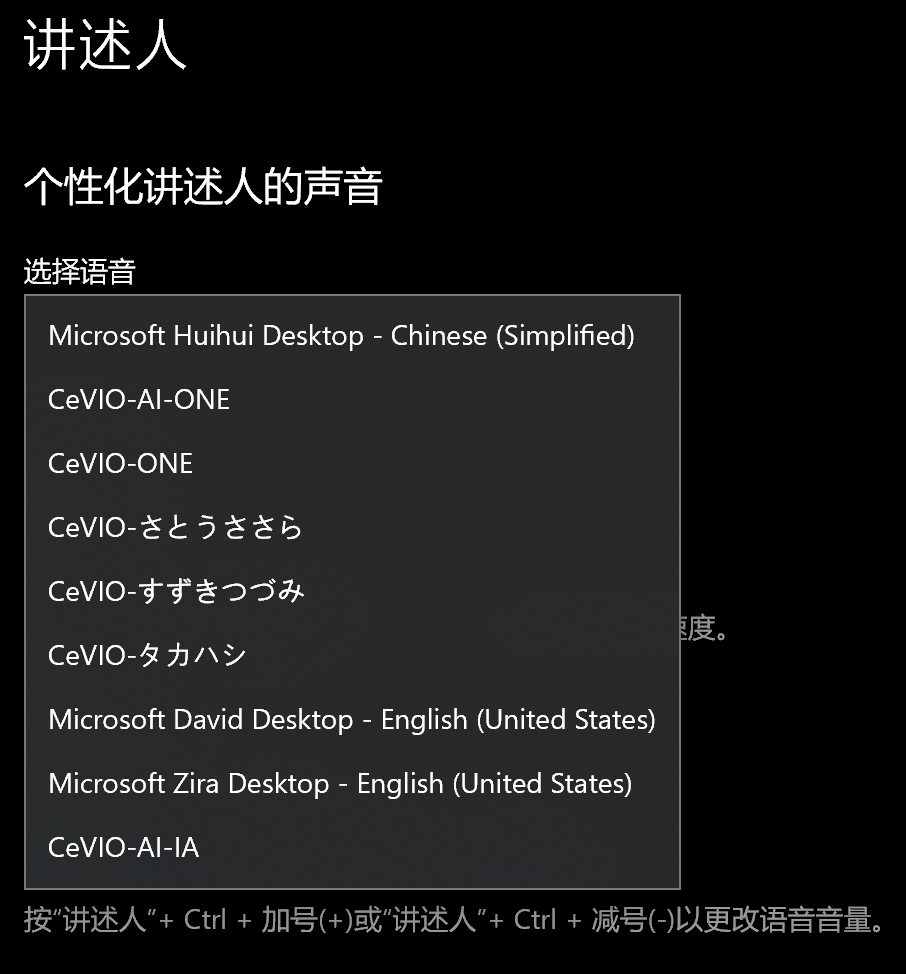 讲述人
个性化讲述人的声音
选择语音
Microsoft Huihui Desktop - Chinese (Simplified)
CeVIO-AI-ONE
CeVIO-ONE
CeVIO-さとうささら
CeVIO-すずきつづみ
CeVIO-タカハシ
速度。
Microsoft David Desktop - English (United States)
Microsoft Zira Desktop - English (United States)
CeVIO-AI-IA
按“讲述人”+ Ctrl + 加号(+)或“讲述人”+ Ctrl + 减号(-)以更改语音音量。